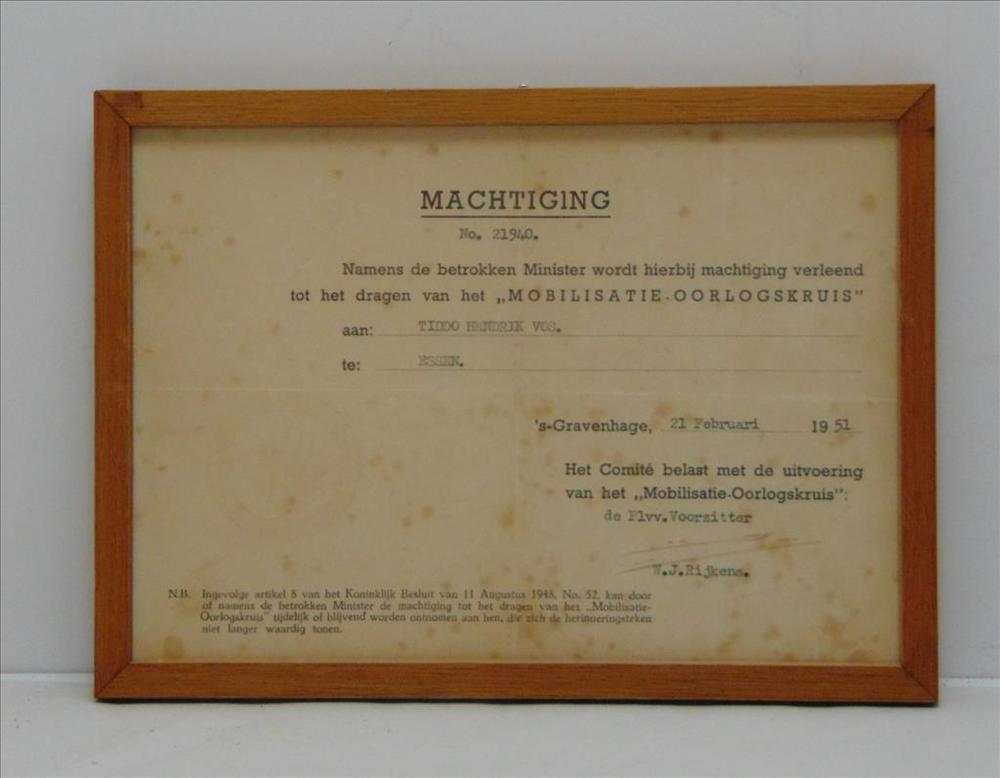 MACHTIGING
No. 21940.
Namens de betrokken Minister wordt hierbij machtiging verleend
tot het dragen van het „MOBILISATIE-OORLOGSKRUIS"
aan: TIDDO HENDRIK VOS.
te: ESSEN.
's-Gravenhage, 21 Februari 1951
Het Comité belast met de uitvoering
van het „Mobilisatie-Oorlogskruis":
de Plvv.Voorzitter
W.J.Rijkens.
N.B. Ingevolge artikel 8 van het Koninklijk Besluit van 11 Augustus 1948, No. 52, kan door
of namens de betrokken Minister de machtiging tot het dragen van het „Mobilisatie-
Oorlogskruis" tijdelijk of blijvend worden ontnomen aan hen, die zich de herinneringsteken
niet langer waardig tonen.